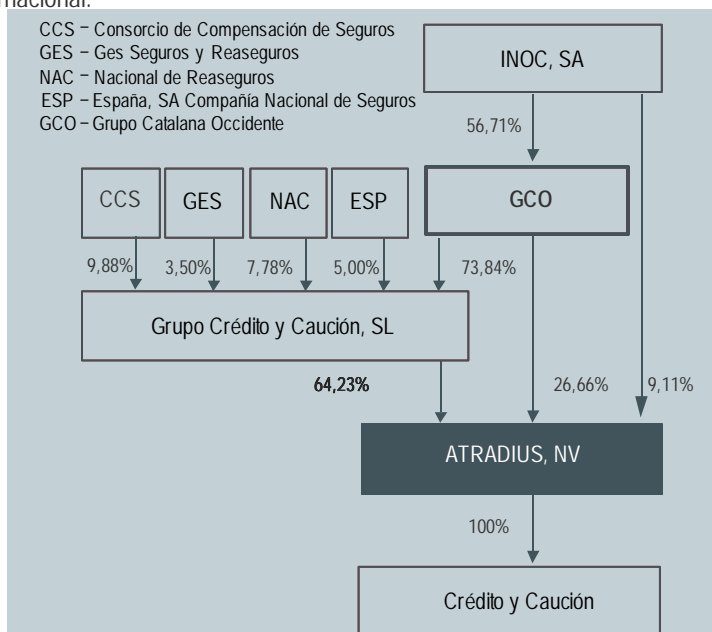 CCS – Consorcio de Compensación de Seguros
GES – Ges Seguros y Reaseguros
NAC – Nacional de Reaseguros
ESP – España, SA Compañía Nacional de Seguros
GCO – Grupo Catalana Occidente
INOC, SA
56,71%
CCS GES NAC ESP GCO
9,88% 3,50% 7,78% 5,00% 73,84%
Grupo Crédito y Caución, SL
64,23% 26,66% 9,11%
ATRADIUS, NV
100%
Crédito y Caución